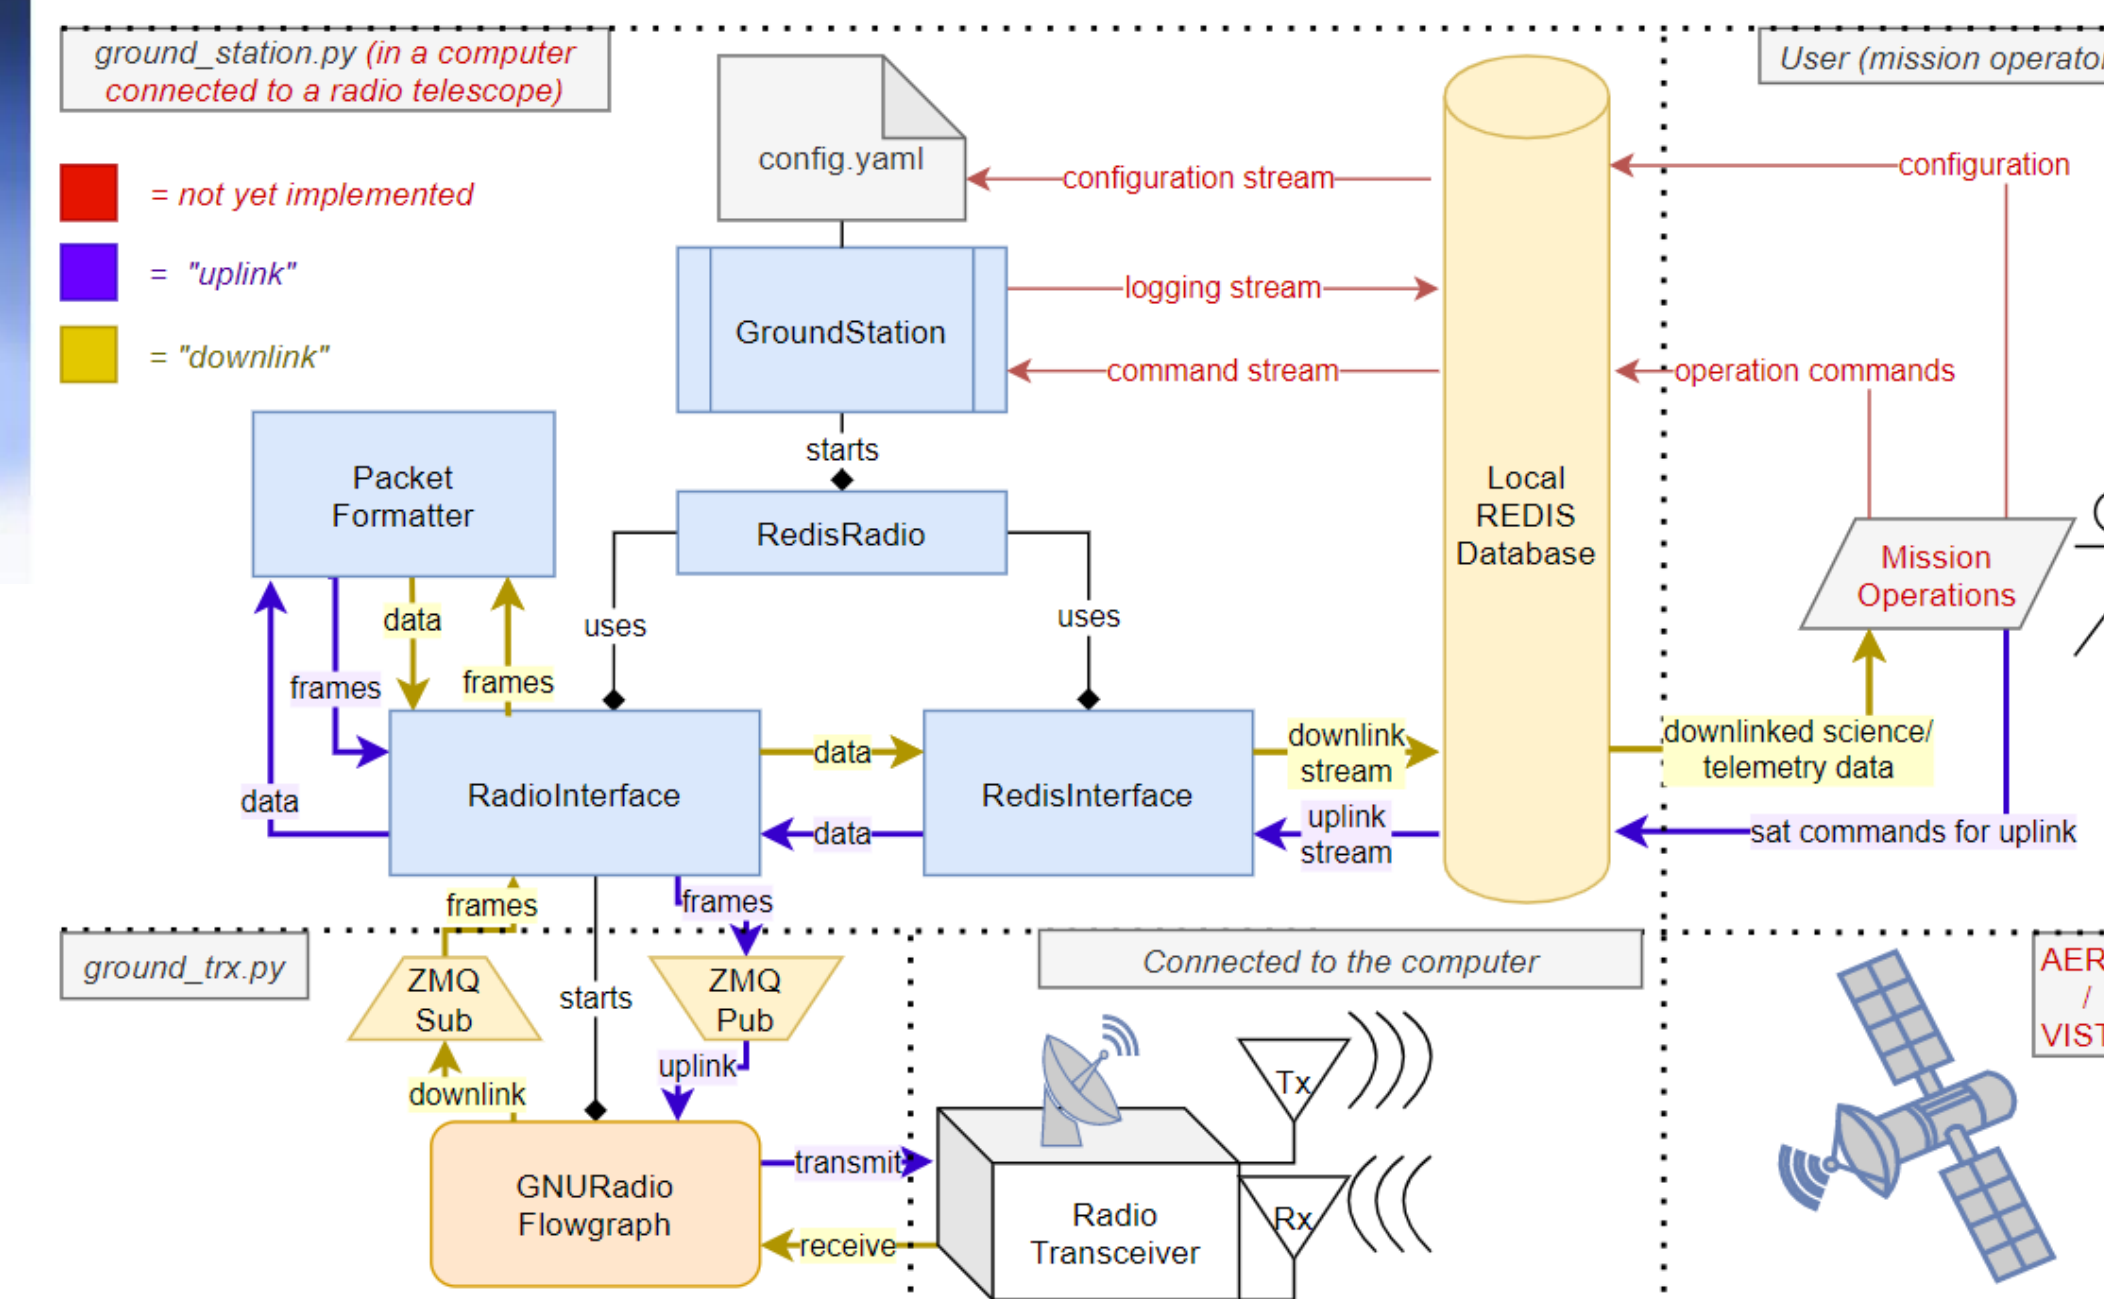 ground_station.py (in a computer
connected to a radio telescope)
User (mission operator
= not yet implemented
= "uplink"
= "downlink"
config.yaml
configuration stream
configuration
GroundStation
logging stream
command stream
operation commands
starts
Packet
Formatter
RedisRadio
Local
REDIS
Database
Mission
Operations
uses
uses
data
frames
frames
data
RadioInterface
data
data
RedisInterface
downlink
stream
uplink
stream
downlinked science/
telemetry data
sat commands for uplink
frames
frames
ground_trx.py
ZMQ
Sub
starts
ZMQ
Pub
uplink
downlink
Connected to the computer
GNURadio
Flowgraph
transmit
receive
Radio
Transceiver
Tx
Rx
AER
/
VIST